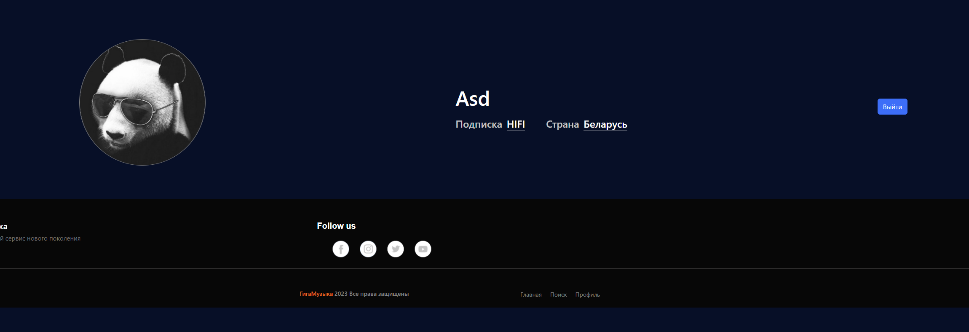 Asd
Выйти
Подписка HIFI Страна Беларусь
ка
Follow us
й сервис нового поколения
ГигаМузыка 2023 Все права защищены
Главная Поиск Профиль